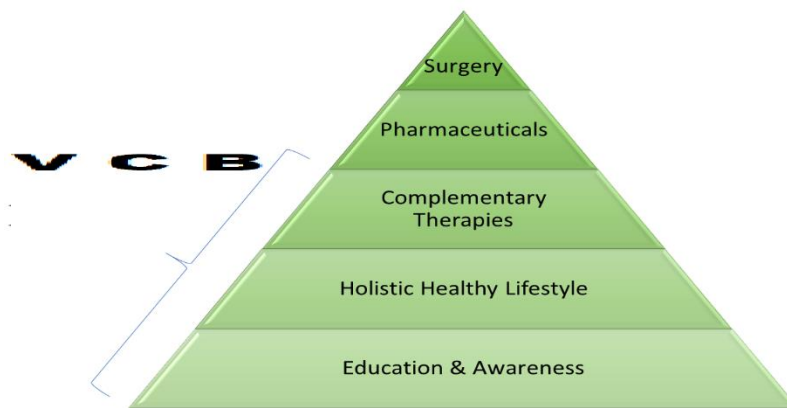 Surgery
Pharmaceuticals
V C B
Complementary
Therapies
Holistic Healthy Lifestyle
Education & Awareness